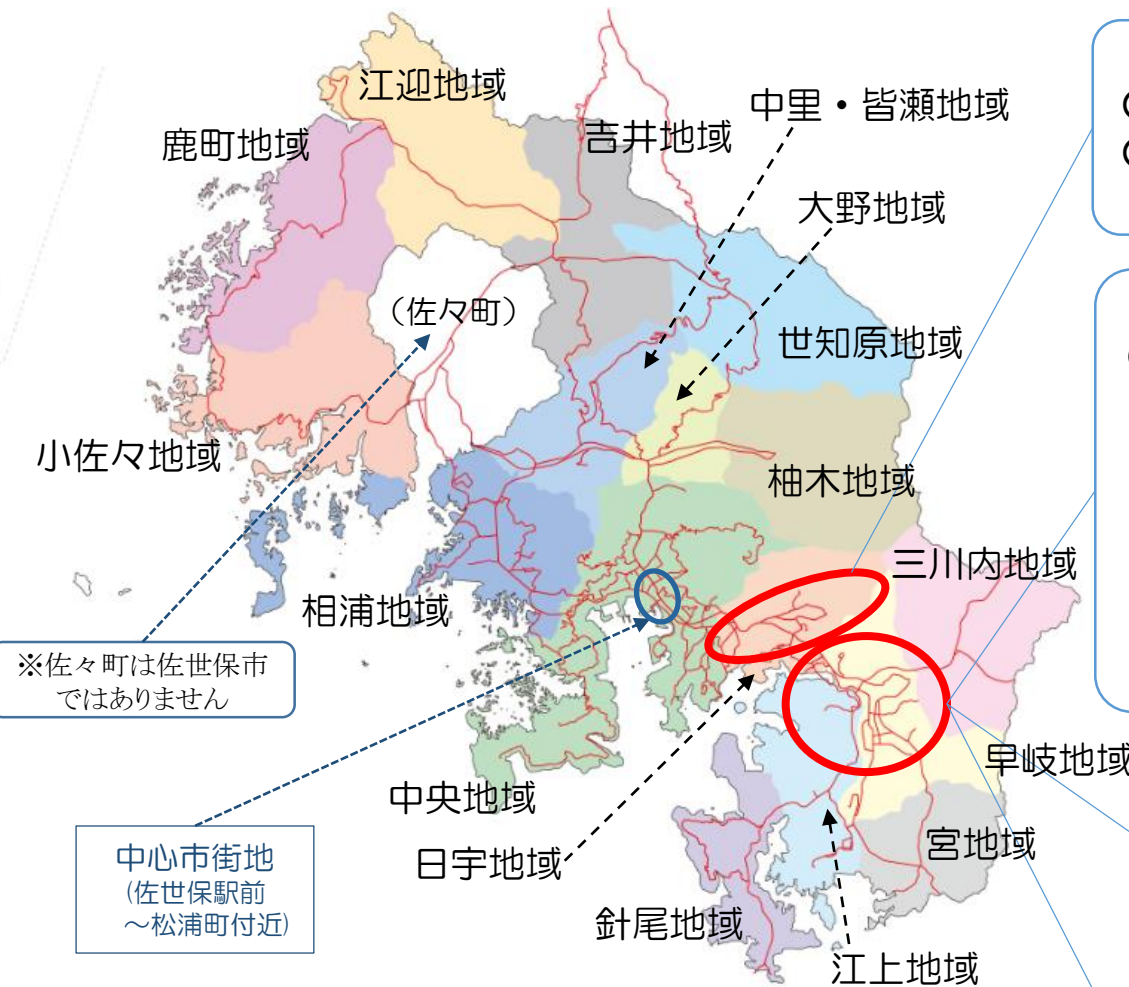 江迎地域
中里・皆瀬地域
吉井地域
鹿町地域
大野地域
（佐々町）
世知原地域
小佐々地域
柚木地域
三川内地域
相浦地域
※佐々町は佐世保市
ではありません
早岐地域
中央地域
宮地域
日宇地域
中心市街地
(佐世保駅前
～松浦町付近)
針尾地域
江上地域